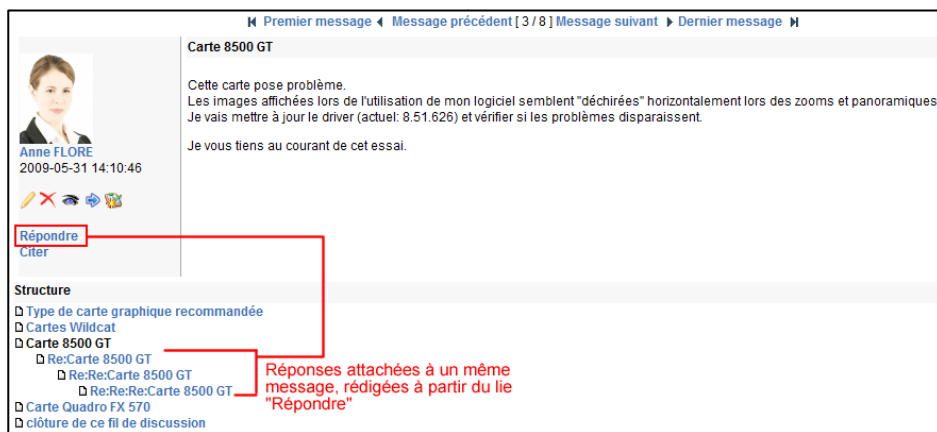 Premier message Message précédent [ 3 / 8 ] Message suivant Dernier message
Carte 8500 GT
Cette carte pose problème.
Les images affichées lors de l'utilisation de mon logiciel semblent "déchirées" horizontalement lors des zooms et panoramiques
Je vais mettre à jour le driver (actuel: 8.51.626) et vérifier si les problèmes disparaissent.
Je vous tiens au courant de cet essai.
Anne FLORE
2009-05-31 14:10:46
Répondre
Citer
Structure
Type de carte graphique recommandée
Cartes Wildcat
Carte 8500 GT
Re:Carte 8500 GT
Re:Re:Carte 8500 GT
Re:Re:Re:Carte 8500 GT
Carte Quadro FX 570
clôture de ce fil de discussion
Réponses attachées à un même
message, rédigées à partir du lie
"Répondre"